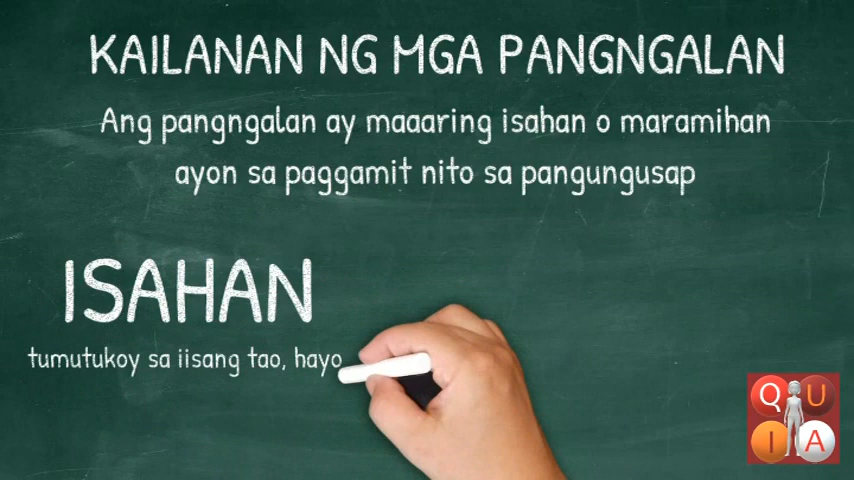 KAILANAN NG MGA PANGNGALAN
Ang pangngalan ay maaaring isahan o maramihan
ayon sa paggamit nito sa pangungusap
ISAHAN
tumutukoy sa iisang tao, hayo
Q U
I A